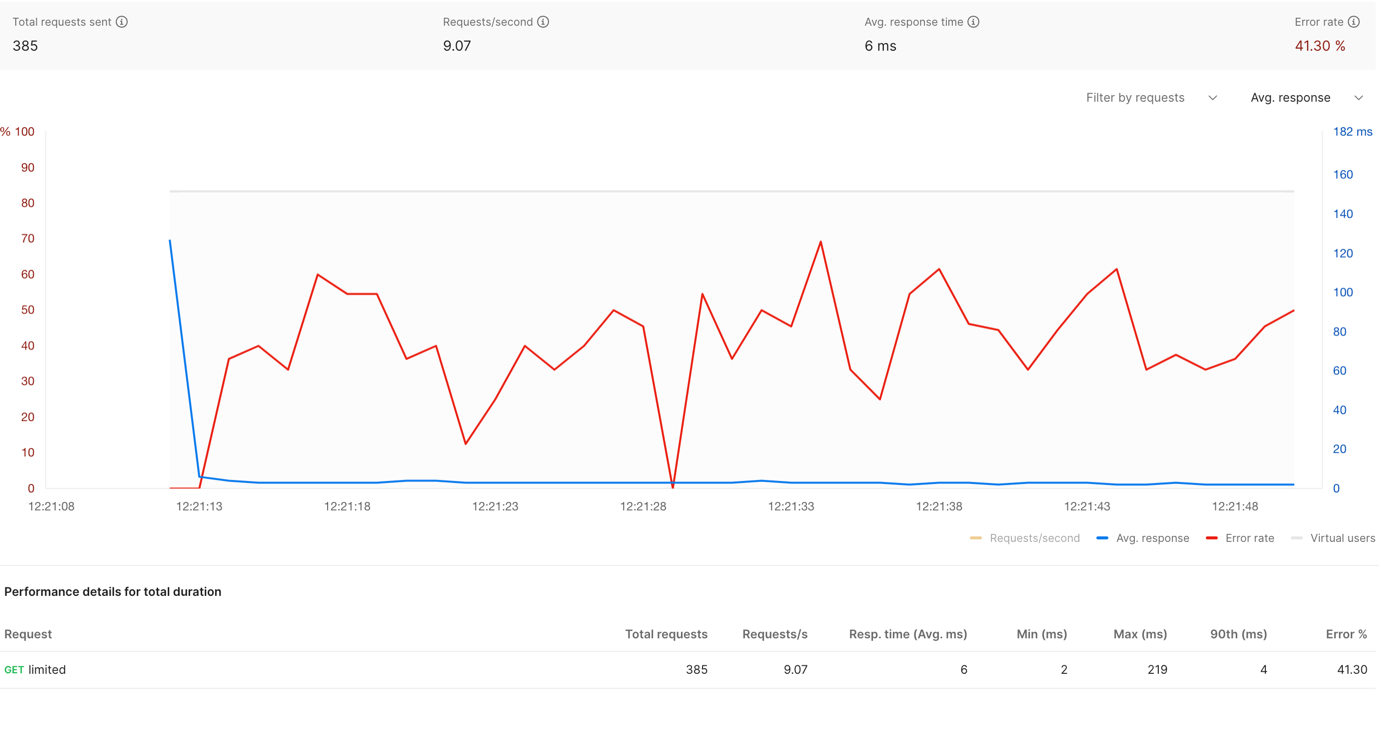 Total requests sent Requests/second Avg. response time Error rate
385 9.07 6 ms 41.30 %
Filter by requests Avg. response
% 100 182 ms
90
160
80
140
70
120
60
100
50
80
40
60
30
40
20
20
10
0 0
12:21:08 12:21:13 12:21:18 12:21:23 12:21:28 12:21:33 12:21:38 12:21:43 12:21:48
Requests/second Avg. response Error rate Virtual users
Performance details for total duration
Request Total requests Requests/s Resp. time (Avg. ms) Min (ms) Max (ms) 90th (ms) Error %
GET limited 385 9.07 6 2 219 4 41.30